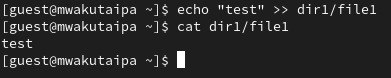 [guest@mwakutaipa ~]$ echo "test" >> dir1/file1
[guest@mwakutaipa ~]$ cat dir1/file1
test
[guest@mwakutaipa ~]$